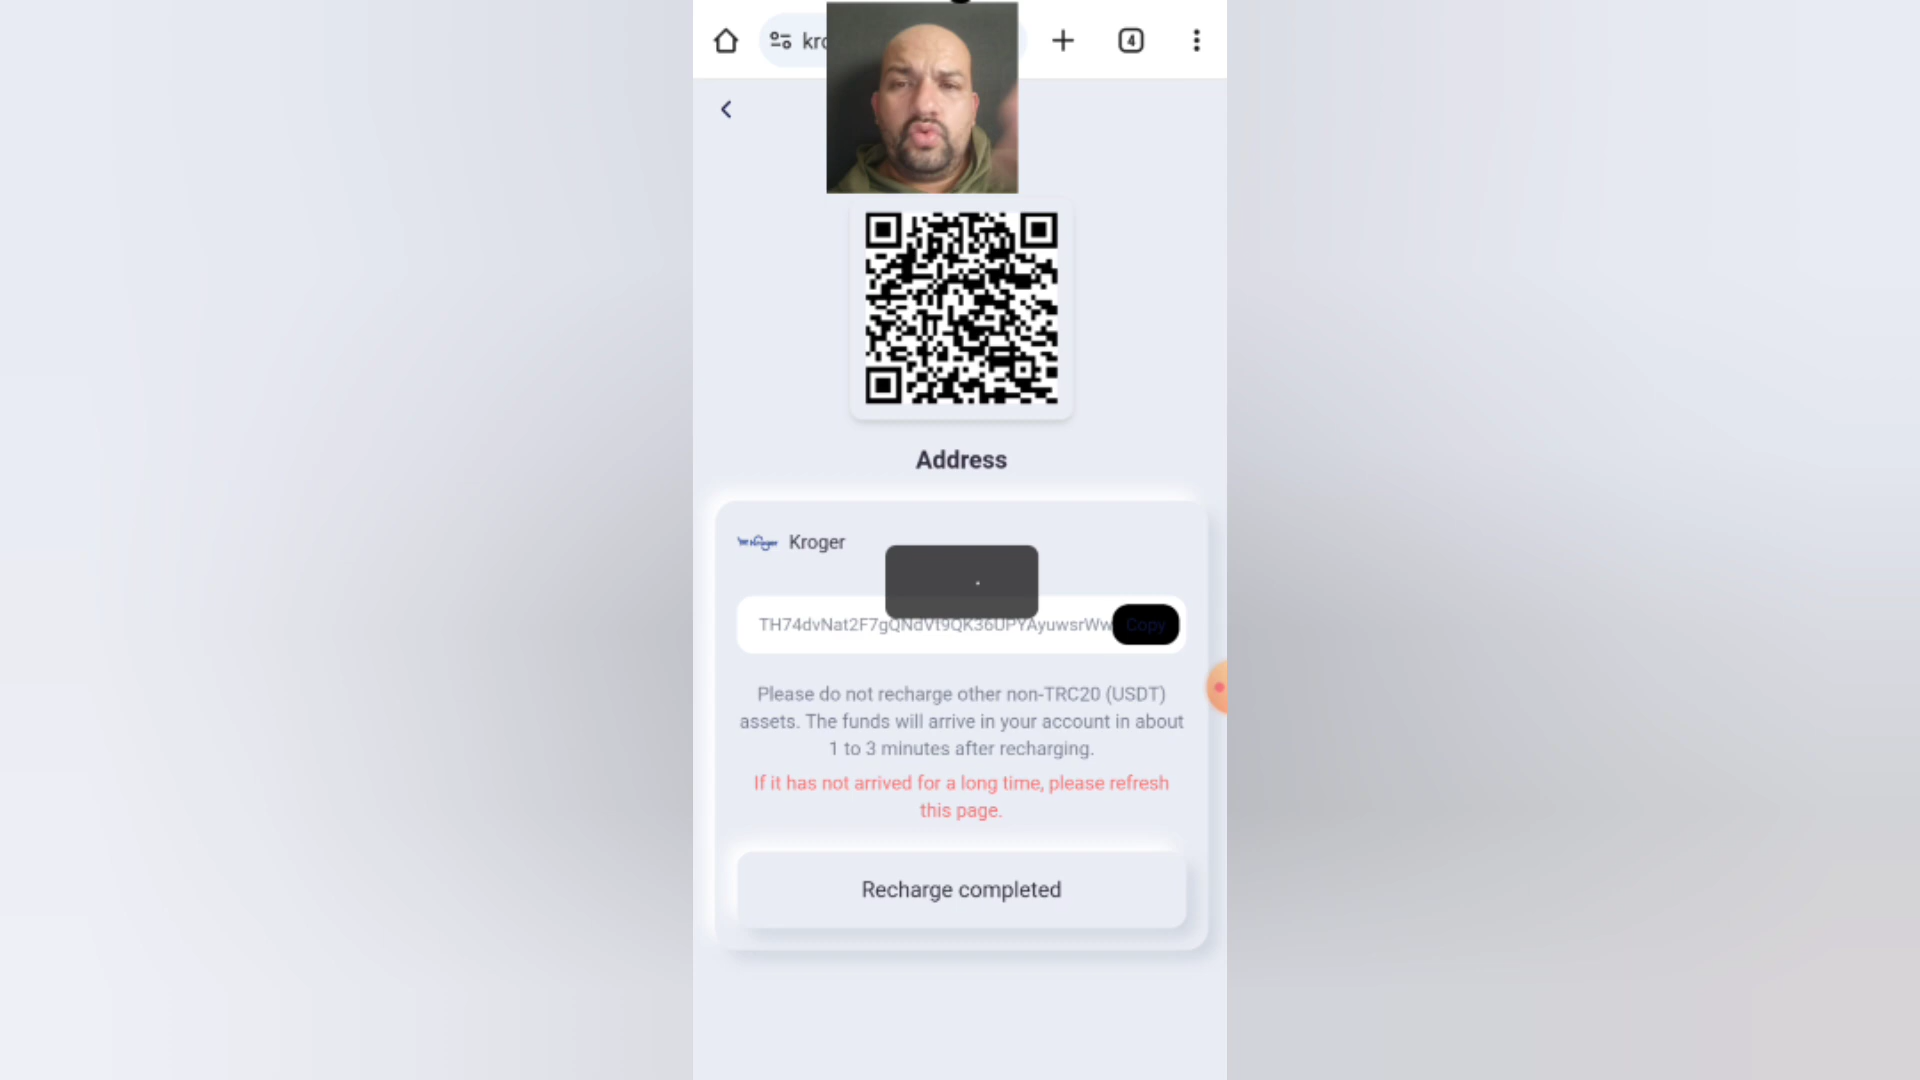 4
Address
Kroger Kroger
TH74dvNat2F7gQNdVt9QK36UPYAyuwsrWw
Copy
Please do not recharge other non-TRC20 (USDT)
assets. The funds will arrive in your account in about
1 to 3 minutes after recharging.
If it has not arrived for a long time, please refresh
this page.
Recharge completed